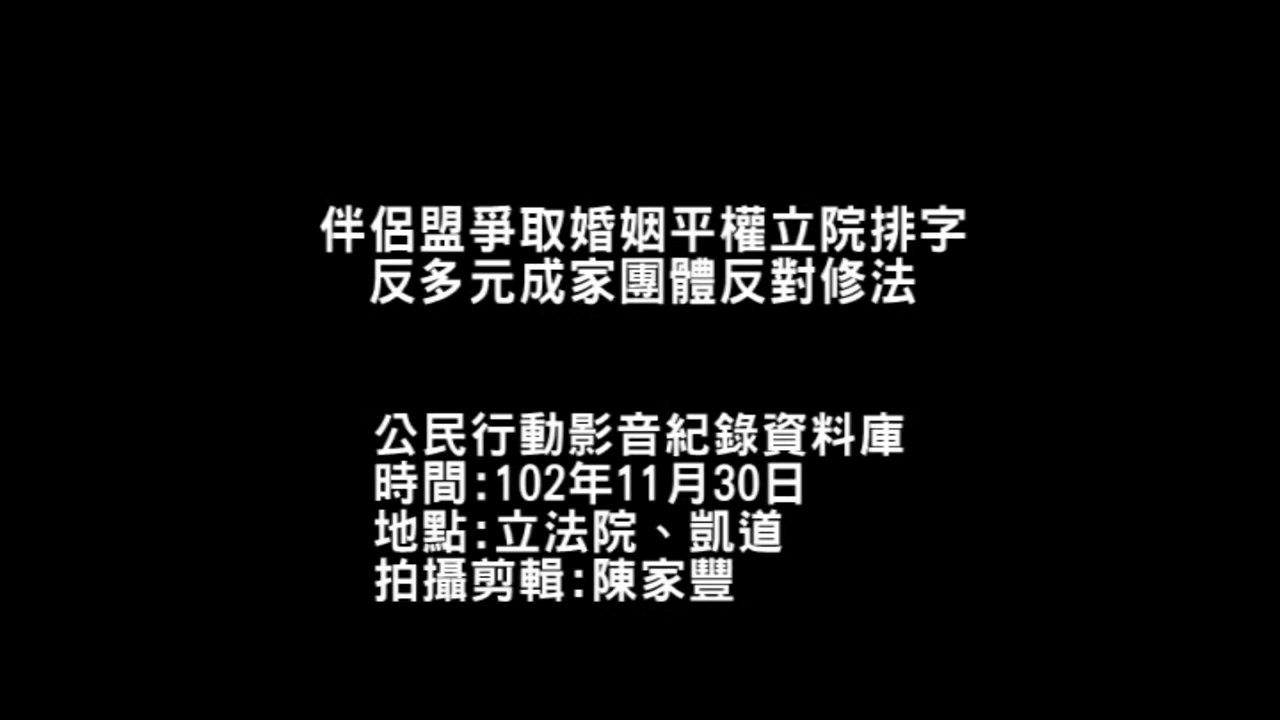 伴侶盟爭取婚姻平權立院排字
反多元成家團體反對修法
公民行動影音紀錄資料庫
時間:102年11月30日
地點:立法院、凱道
拍攝剪輯:陳家豐